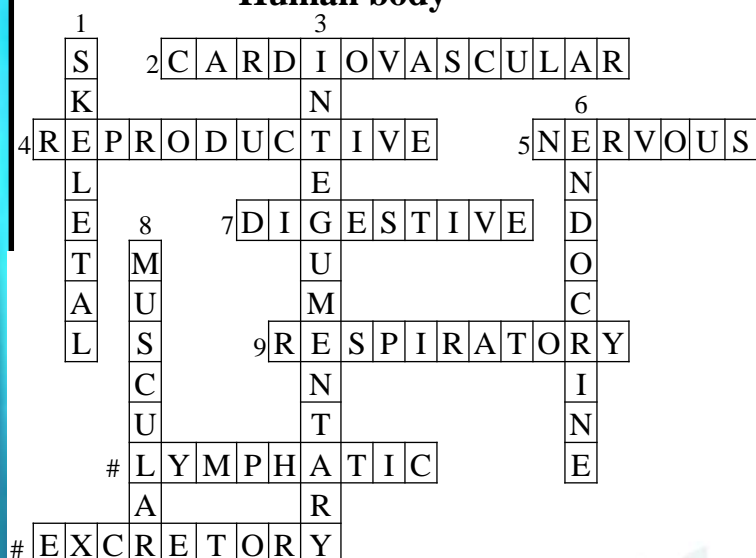 Human body
1 3
S 2 C A R D I O V A S C U L A R
K N 6
4 R E P R O D U C T I V E 5 N E R V O U S
L E N
E 8 7 D I G E S T I V E D
T M U O
A U M C
L S 9 R E S P I R A T O R Y
C N I
U T N
# L Y M P H A T I C E
A R
# E X C R E T O R Y